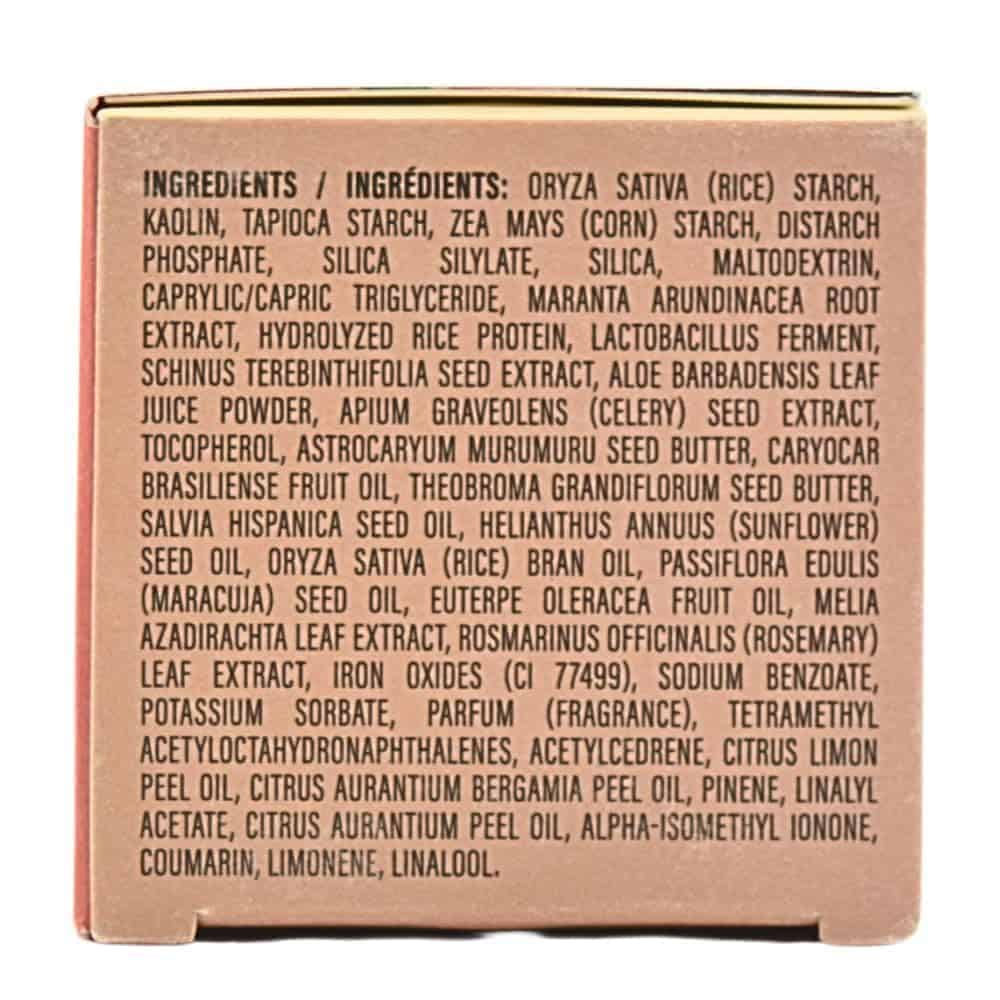 INGREDIENTS / INGRÉDIENTS: ORYZA SATIVA (RICE) STARCH,
KAOLIN, TAPIOCA STARCH, ZEA MAYS (CORN) STARCH, DISTARCH
PHOSPHATE, SILICA SILYLATE, SILICA, MALTODEXTRIN,
CAPRYLIC/CAPRIC TRIGLYCERIDE, MARANTA ARUNDINACEA ROOT
EXTRACT, HYDROLYZED RICE PROTEIN, LACTOBACILLUS FERMENT,
SCHINUS TEREBINTHIFOLIA SEED EXTRACT, ALOE BARBADENSIS LEAF
JUICE POWDER, APIUM GRAVEOLENS (CELERY) SEED EXTRACT,
TOCOPHEROL, ASTROCARYUM MURUMURU SEED BUTTER, CARYOCAR
BRASILIENSE FRUIT OIL, THEOBROMA GRANDIFLORUM SEED BUTTER,
SALVIA HISPANICA SEED OIL, HELIANTHUS ANNUUS (SUNFLOWER)
SEED OIL, ORYZA SATIVA (RICE) BRAN OIL, PASSIFLORA EDULIS
(MARACUJA) SEED OIL, EUTERPE OLERACEA FRUIT OIL, MELIA
AZADIRACHTA LEAF EXTRACT, ROSMARINUS OFFICINALIS (ROSEMARY)
LEAF EXTRACT, IRON OXIDES (CI 77499), SODIUM BENZOATE,
POTASSIUM SORBATE, PARFUM (FRAGRANCE), TETRAMETHYL
ACETYLOCTAHYDRONAPHTHALENES, ACETYLCEDRENE, CITRUS LIMON
PEEL OIL, CITRUS AURANTIUM BERGAMIA PEEL OIL, PINENE, LINALYL
ACETATE, CITRUS AURANTIUM PEEL OIL, ALPHA-ISOMETHYL IONONE,
COUMARIN, LIMONENE, LINALOOL.